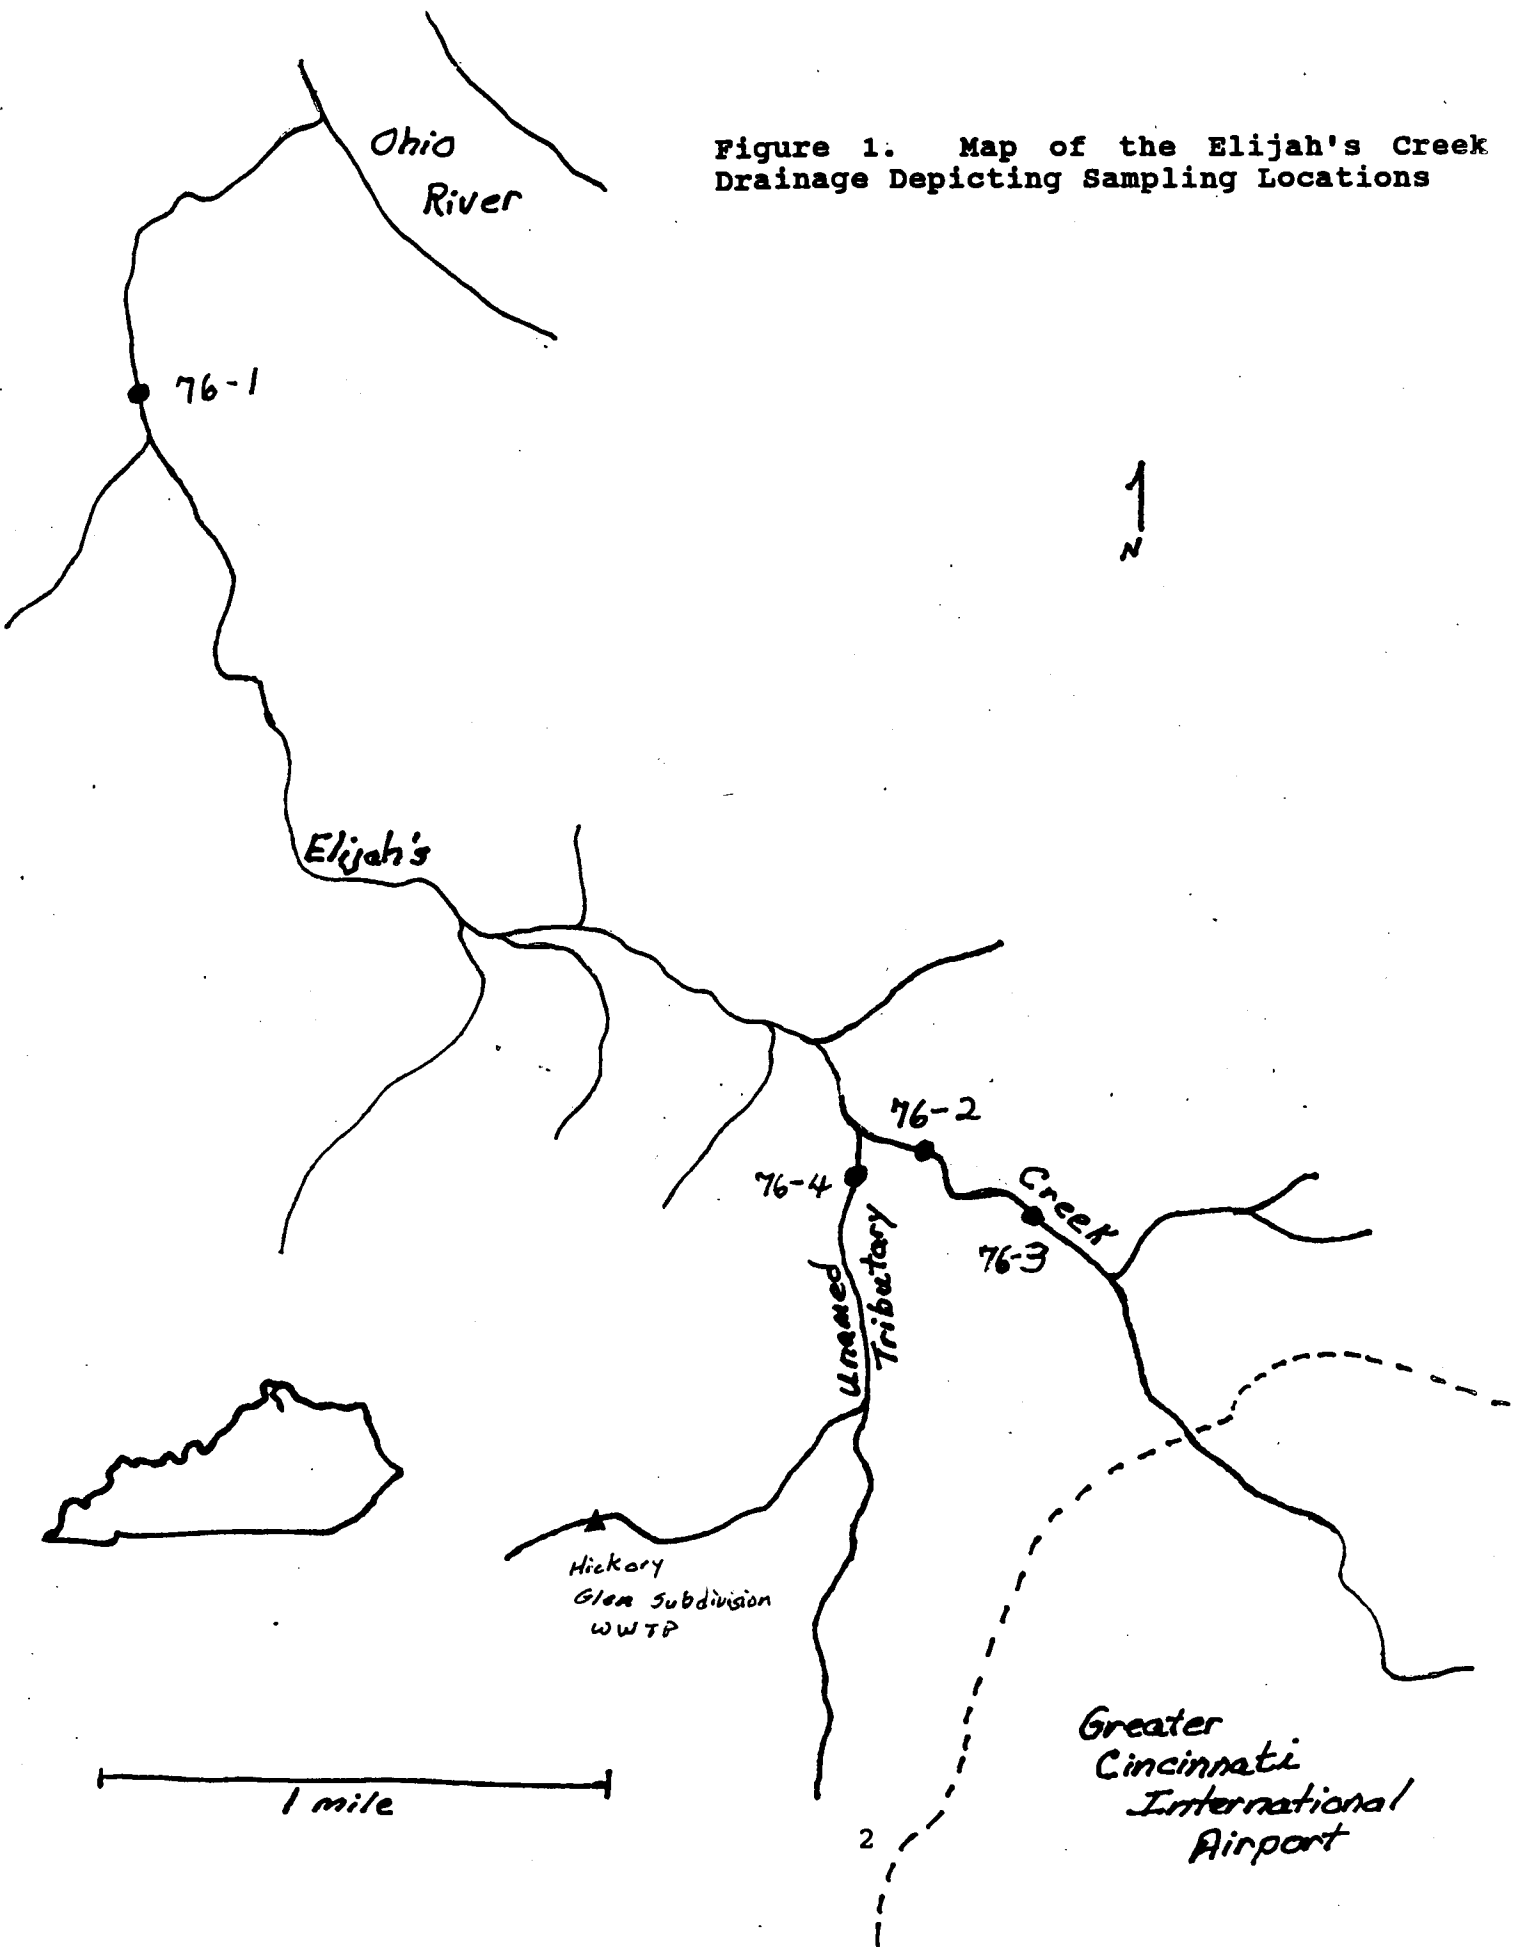 Figure 1. Map of the Elijah's Creek
Drainage Depicting Sampling Locations
Ohio
River
76-1
N
Elijah's
76-2
76-4
Creek
76-3
Unamed
Tributary
Hickory
Glen Subdivision
WWTP
Greater
Cincinnati
International
Airport
1 mile
2